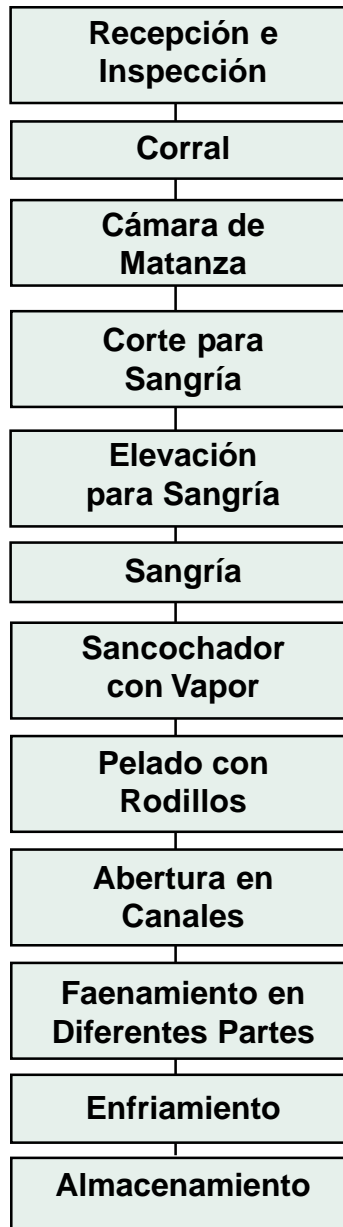 Recepción e
Inspección
Corral
Cámara de
Matanza
Corte para
Sangría
Elevación
para Sangría
Sangría
Sancochador
con Vapor
Pelado con
Rodillos
Abertura en
Canales
Faenamiento en
Diferentes Partes
Enfriamiento
Almacenamiento